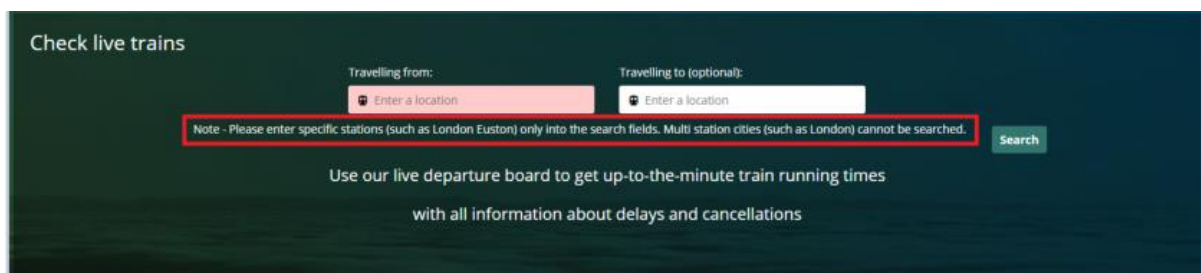 Check live trains
Travelling from:
Travelling to (optional):
Enter a location
Enter a location
Note - Please enter specific stations (such as London Euston) only into the search fields. Multi station cities (such as London) cannot be searched.
Search
Use our live departure board to get up-to-the-minute train running times
with all information about delays and cancellations